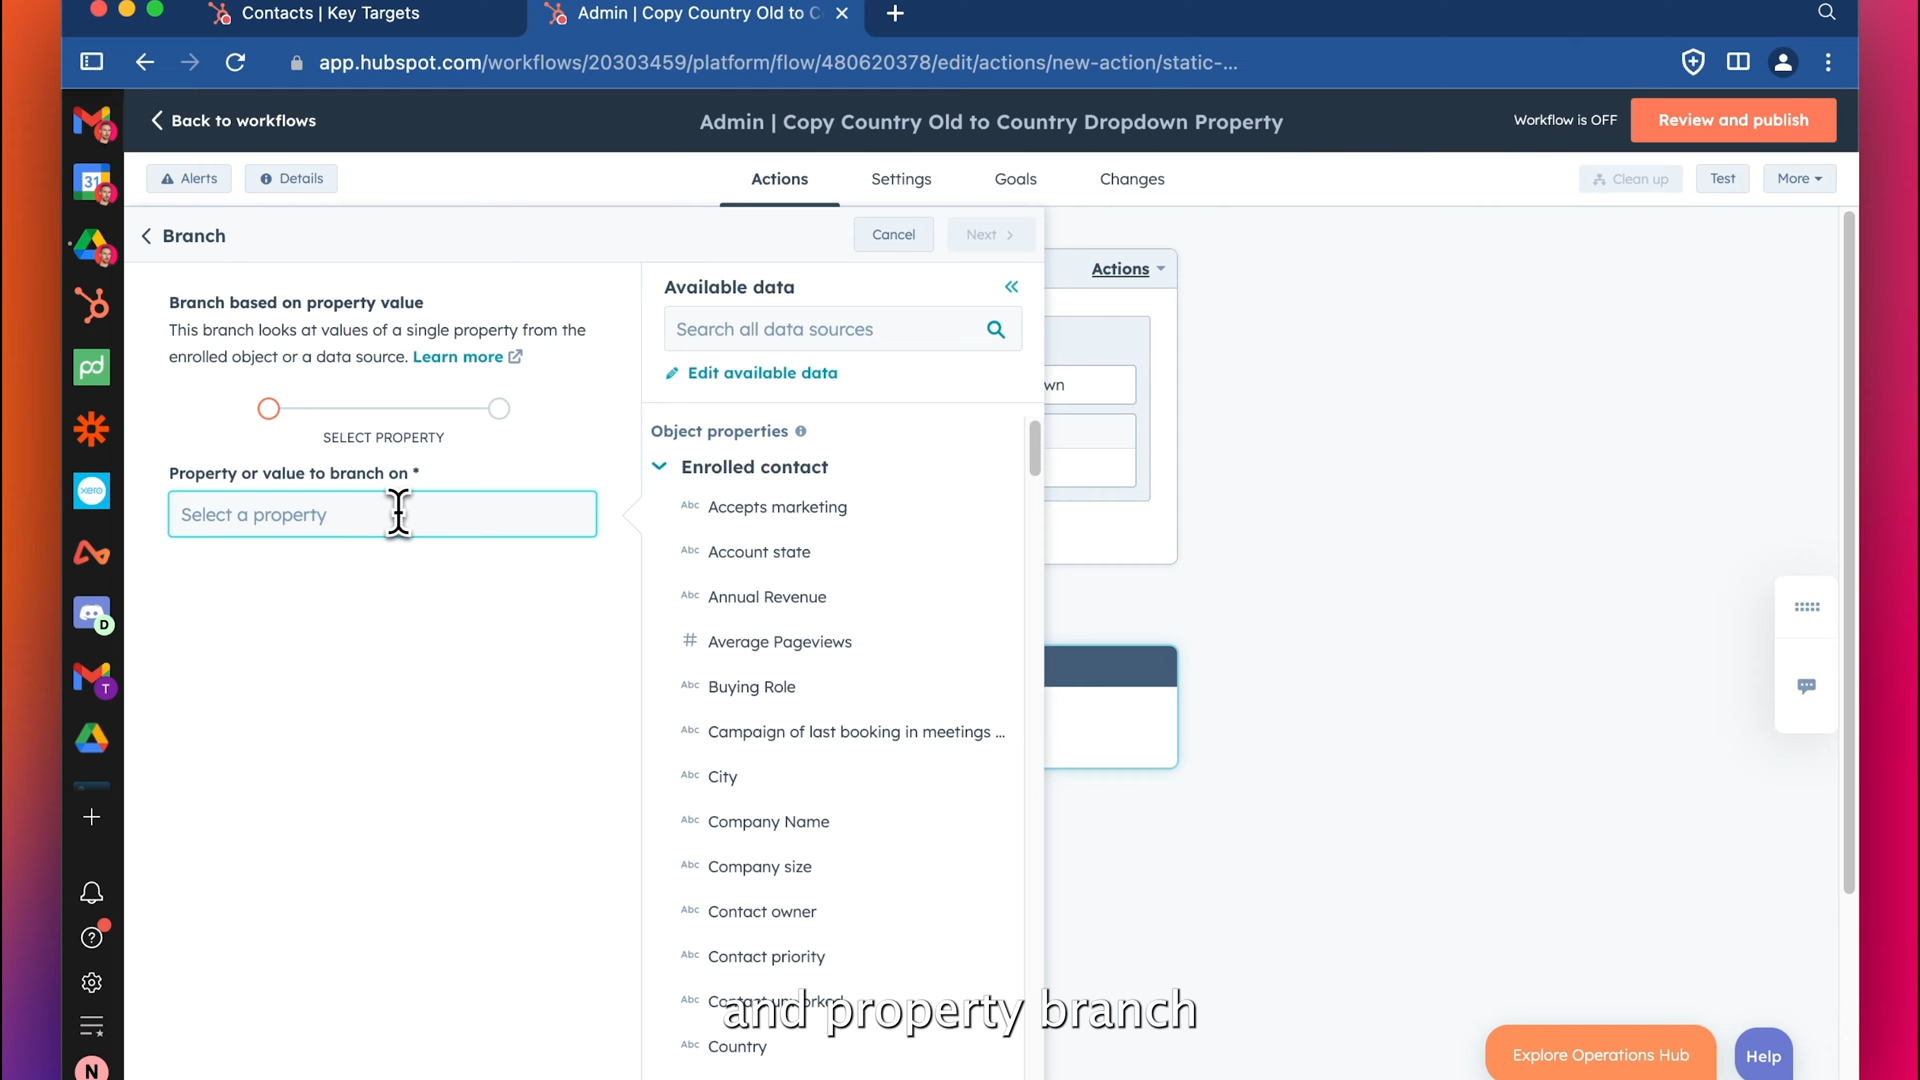 Contacts | Key Targets
Admin | Copy Country Old to C
app.hubspot.com/workflows/20303459/platform/flow/480620378/edit/actions/new-action/static-...
Back to workflows
Admin | Copy Country Old to Country Dropdown Property
Workflow is OFF
Review and publish
Alerts
Details
Actions
Settings
Goals
Changes
Clean up
Test
More
Branch
Cancel
Next
Actions
Branch based on property value
This branch looks at values of a single property from the
enrolled object or a data source. Learn more
SELECT PROPERTY
Property or value to branch on *
Select a property
Available data
Search all data sources
Edit available data
Object properties
Enrolled contact
Abc Accepts marketing
Abc Account state
Abc Annual Revenue
# Average Pageviews
Abc Buying Role
Abc Campaign of last booking in meetings ...
Abc City
Abc Company Name
Abc Company size
Abc Contact owner
Abc Contact priority
Abc Contact unworked
Abc Country
wn
and property branch
Explore Operations Hub
Help
31
pd
xero
D
T
N